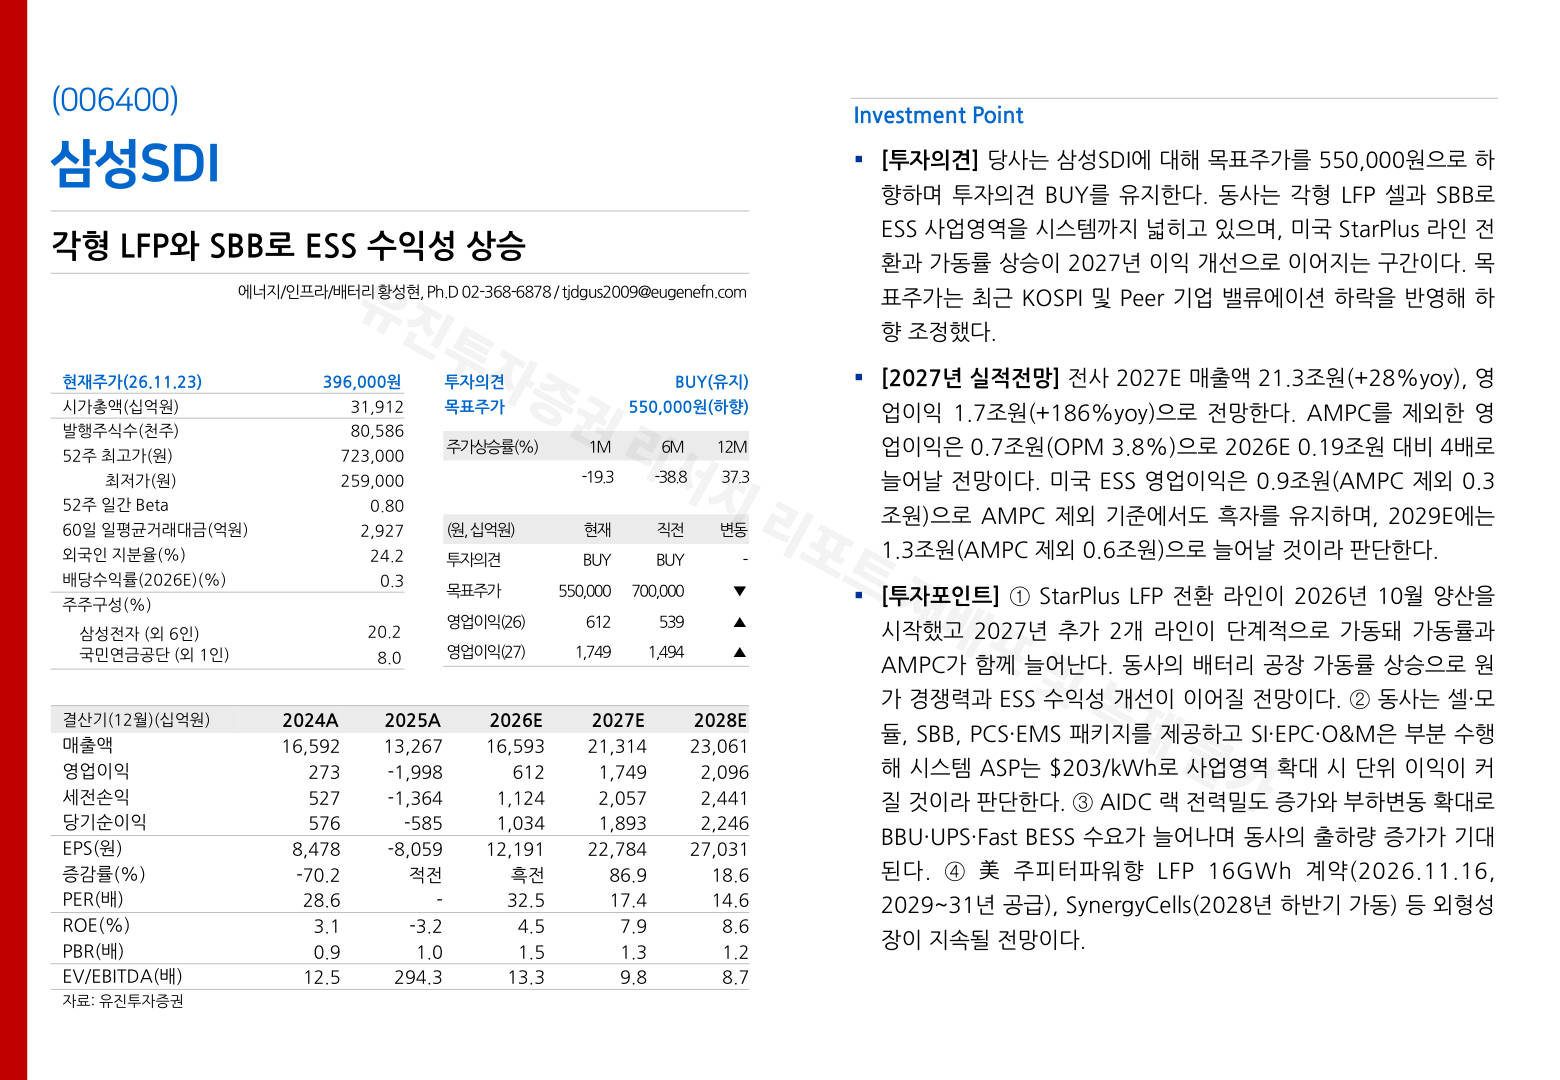 (006400)
삼성SDI
각형 LFP와 SBB로 ESS 수익성 상승
에너지/인프라/배터리 황성현, Ph.D 02-368-6878 / tjdgus2009@eugenefn.com
현재주가(26.11.23) 396,000원
시가총액(십억원) 31,912
발행주식수(천주) 80,586
52주 최고가(원) 723,000
최저가(원) 259,000
52주 일간 Beta 0.80
60일 일평균거래대금(억원) 2,927
외국인 지분율(%) 24.2
배당수익률(2026E)(%) 0.3
주주구성(%)
삼성전자 (외 6인) 20.2
국민연금공단 (외 1인) 8.0
투자의견 BUY(유지)
목표주가 550,000원(하향)
주가상승률(%) 1M 6M 12M
-19.3 -38.8 37.3
(원, 십억원) 현재 직전 변동
투자의견 BUY BUY -
목표주가 550,000 700,000 ▼
영업이익(26) 612 539 ▲
영업이익(27) 1,749 1,494 ▲
결산기(12월)(십억원) 2024A 2025A 2026E 2027E 2028E
매출액 16,592 13,267 16,593 21,314 23,061
영업이익 273 -1,998 612 1,749 2,096
세전손익 527 -1,364 1,124 2,057 2,441
당기순이익 576 -585 1,034 1,893 2,246
EPS(원) 8,478 -8,059 12,191 22,784 27,031
증감률(%) -70.2 적전 흑전 86.9 18.6
PER(배) 28.6 - 32.5 17.4 14.6
ROE(%) 3.1 -3.2 4.5 7.9 8.6
PBR(배) 0.9 1.0 1.5 1.3 1.2
EV/EBITDA(배) 12.5 294.3 13.3 9.8 8.7
자료: 유진투자증권
Investment Point
▪ [투자의견] 당사는 삼성SDI에 대해 목표주가를 550,000원으로 하
향하며 투자의견 BUY를 유지한다. 동사는 각형 LFP 셀과 SBB로
ESS 사업영역을 시스템까지 넓히고 있으며, 미국 StarPlus 라인 전
환과 가동률 상승이 2027년 이익 개선으로 이어지는 구간이다. 목
표주가는 최근 KOSPI 및 Peer 기업 밸류에이션 하락을 반영해 하
향 조정했다.
▪ [2027년 실적전망] 전사 2027E 매출액 21.3조원(+28%yoy), 영
업이익 1.7조원(+186%yoy)으로 전망한다. AMPC를 제외한 영
업이익은 0.7조원(OPM 3.8%)으로 2026E 0.19조원 대비 4배로
늘어날 전망이다. 미국 ESS 영업이익은 0.9조원(AMPC 제외 0.3
조원)으로 AMPC 제외 기준에서도 흑자를 유지하며, 2029E에는
1.3조원(AMPC 제외 0.6조원)으로 늘어날 것이라 판단한다.
▪ [투자포인트] ① StarPlus LFP 전환 라인이 2026년 10월 양산을
시작했고 2027년 추가 2개 라인이 단계적으로 가동돼 가동률과
AMPC가 함께 늘어난다. 동사의 배터리 공장 가동률 상승으로 원
가 경쟁력과 ESS 수익성 개선이 이어질 전망이다. ② 동사는 셀·모
듈, SBB, PCS·EMS 패키지를 제공하고 SI·EPC·O&M은 부분 수행
해 시스템 ASP는 $203/kWh로 사업영역 확대 시 단위 이익이 커
질 것이라 판단한다. ③ AIDC 랙 전력밀도 증가와 부하변동 확대로
BBU·UPS·Fast BESS 수요가 늘어나며 동사의 출하량 증가가 기대
된다. ④ 美 주피터파워향 LFP 16GWh 계약(2026.11.16,
2029~31년 공급), SynergyCells(2028년 하반기 가동) 등 외형성
장이 지속될 전망이다.